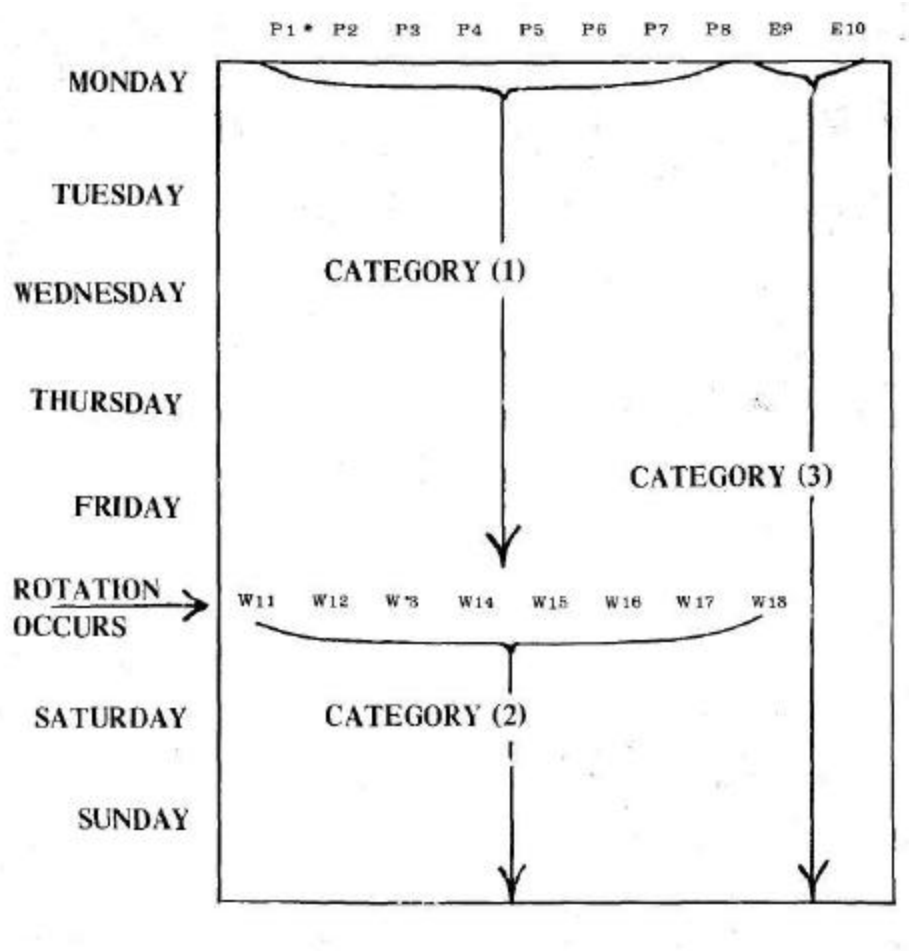 P1 * P2 P3 P4 P5 P6 P7 P8 E9 E10
MONDAY
TUESDAY
CATEGORY (1)
WEDNESDAY
THURSDAY
CATEGORY (3)
FRIDAY
ROTATION
OCCURS
W11 W12 W'3 W14 W15 W16 W17 W18
SATURDAY
CATEGORY (2)
SUNDAY